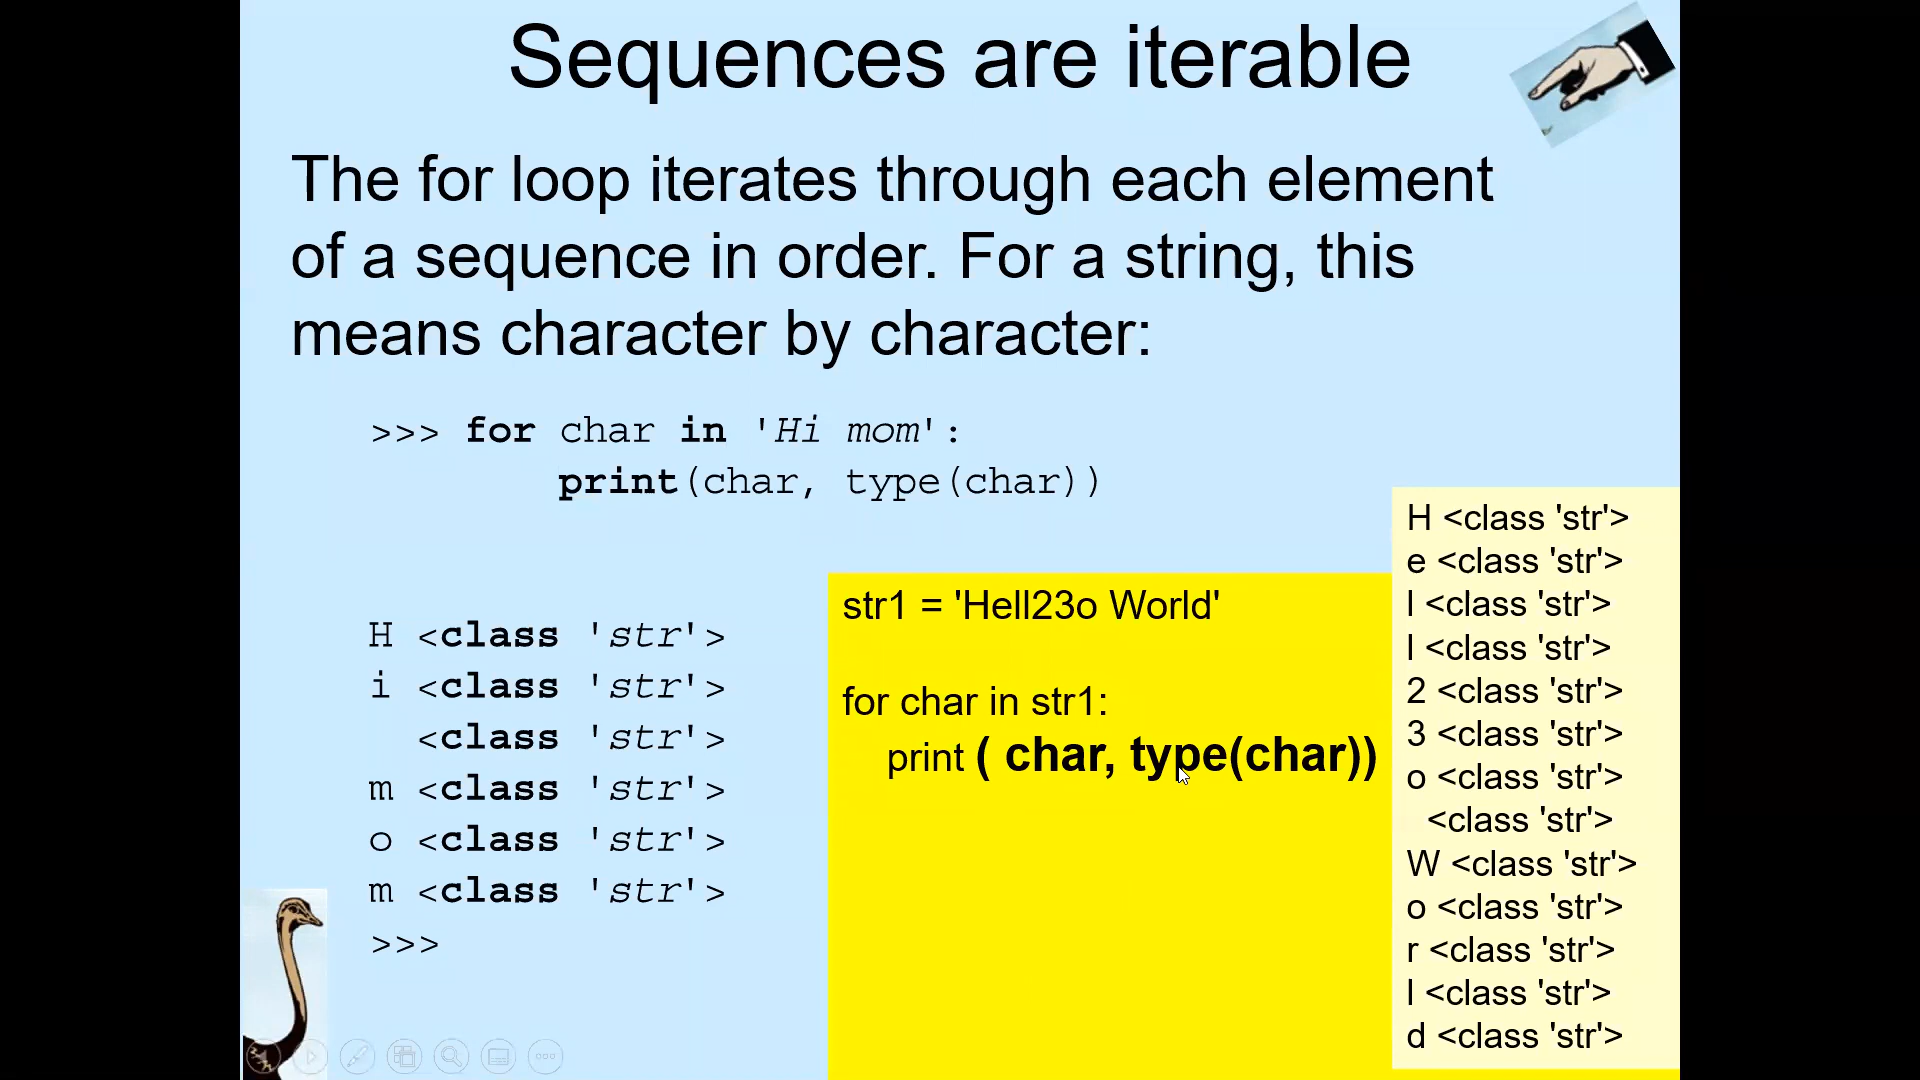 Sequences are iterable
The for loop iterates through each element
of a sequence in order. For a string, this
means character by character:
>>> for char in 'Hi mom':
print(char, type(char))
H <class 'str'>
i <class 'str'>
<class 'str'>
m <class 'str'>
o <class 'str'>
m <class 'str'>
>>>
str1 = 'Hell23o World'
for char in str1:
print ( char, type(char))
H <class 'str'>
e <class 'str'>
l <class 'str'>
l <class 'str'>
2 <class 'str'>
3 <class 'str'>
o <class 'str'>
<class 'str'>
W <class 'str'>
o <class 'str'>
r <class 'str'>
l <class 'str'>
d <class 'str'>